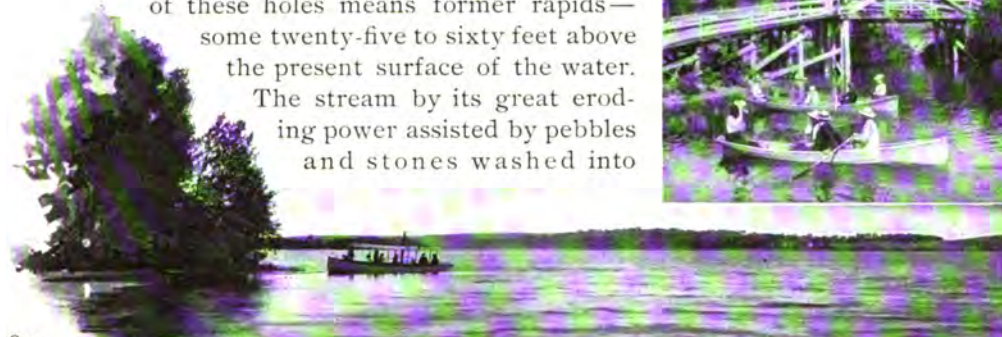 of these holes means former rapids—
some twenty-five to sixty feet above
the present surface of the water.
The stream by its great erod-
ing power assisted by pebbles
and stones washed into